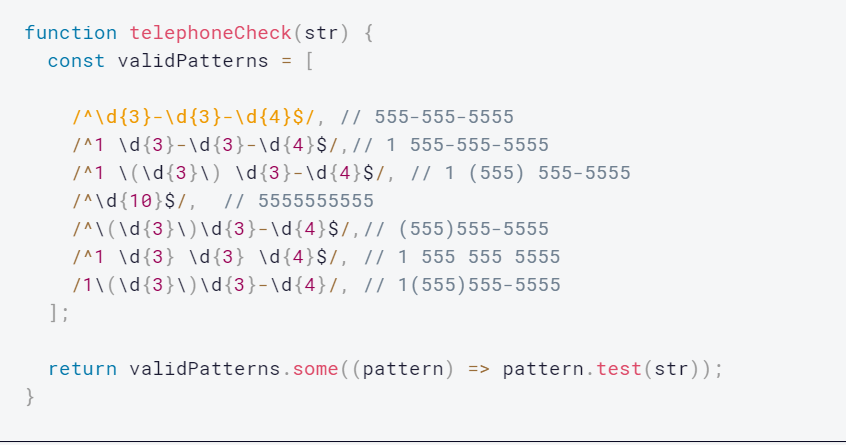 function telephoneCheck(str) {
  const validPatterns = [
    /^\d{3}-\d{3}-\d{4}$/, // 555-555-5555
    /^1 \d{3}-\d{3}-\d{4}$/,// 1 555-555-5555
    /^1 \(\d{3}\) \d{3}-\d{4}$/, // 1 (555) 555-5555
    /^\d{10}$/,  // 5555555555
    /^\(\d{3}\)\d{3}-\d{4}$/,// (555)555-5555
    /^1 \d{3} \d{3} \d{4}$/, // 1 555 555 5555
    /1\(\d{3}\)\d{3}-\d{4}/, // 1(555)555-5555
  ];
  return validPatterns.some((pattern) => pattern.test(str));
}